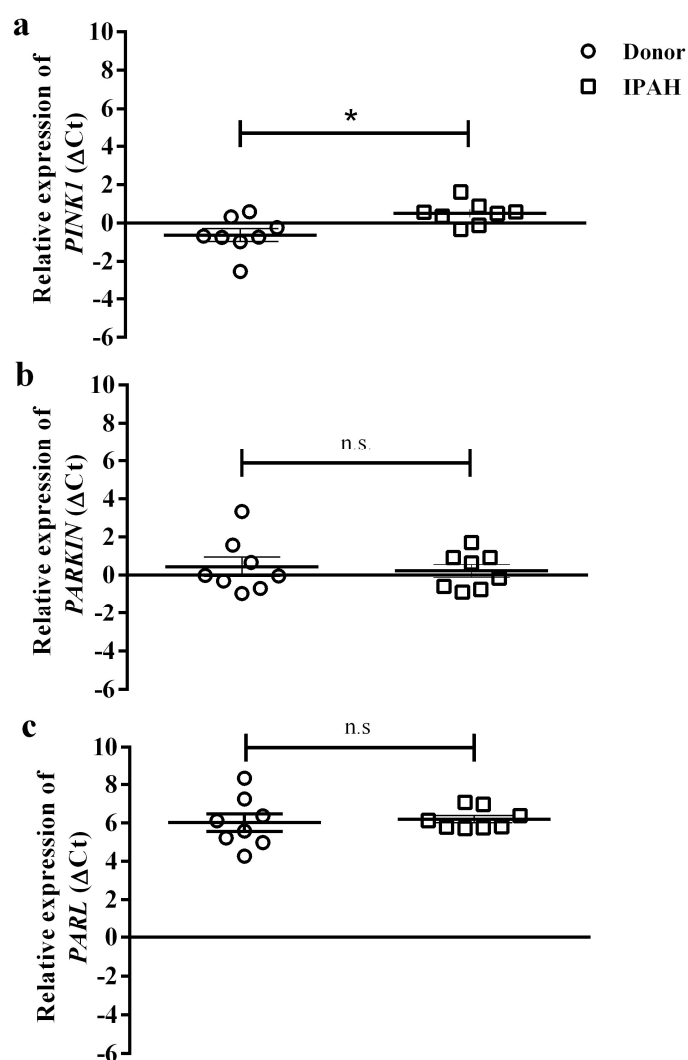 a
Relative expression of
PINK1 (ΔCt)
10
8
6
4
2
0
-2
-4
-6
*
Donor
IPAH
b
Relative expression of
PARKIN (ΔCt)
10
8
6
4
2
0
-2
-4
-6
n.s.
c
Relative expression of
PARL (ΔCt)
10
8
6
4
2
0
-2
-4
-6
n.s